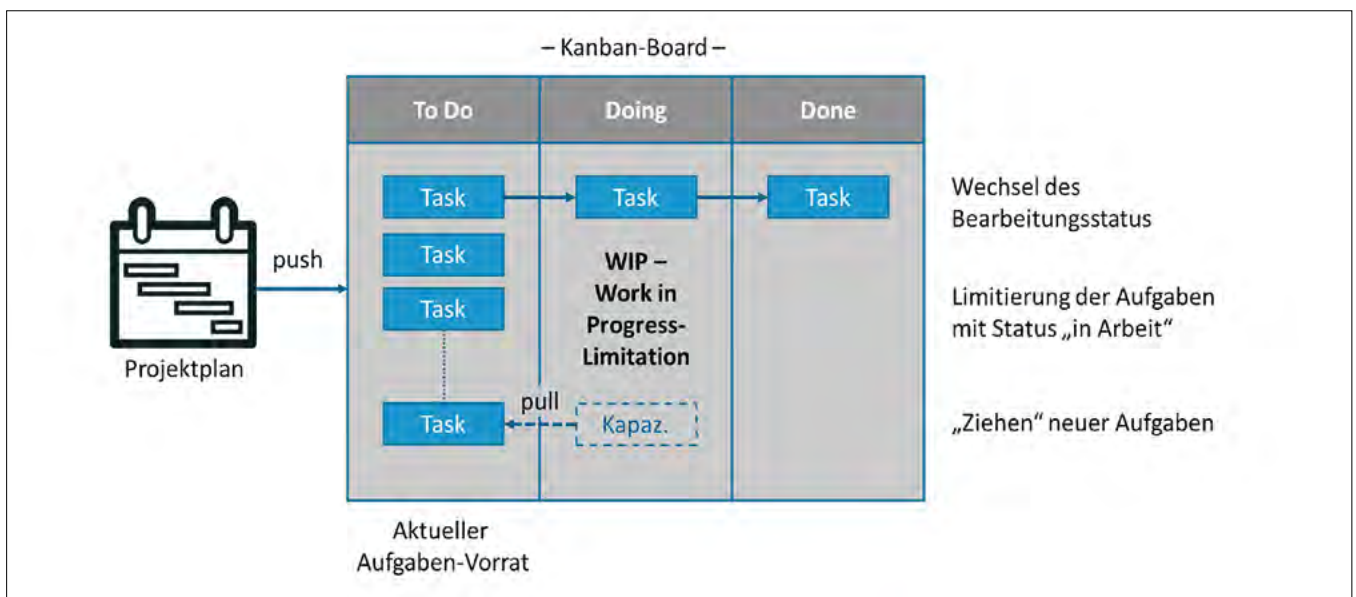 – Kanban-Board –
To Do
Doing
Done
Task
Task
Task
Wechsel des
Bearbeitungsstatus
push
Task
WIP –
Work in
Progress-
Limitation
Task
Limitierung der Aufgaben
mit Status „in Arbeit“
Projektplan
pull
Task
Kapaz.
„Ziehen“ neuer Aufgaben
Aktueller
Aufgaben-Vorrat